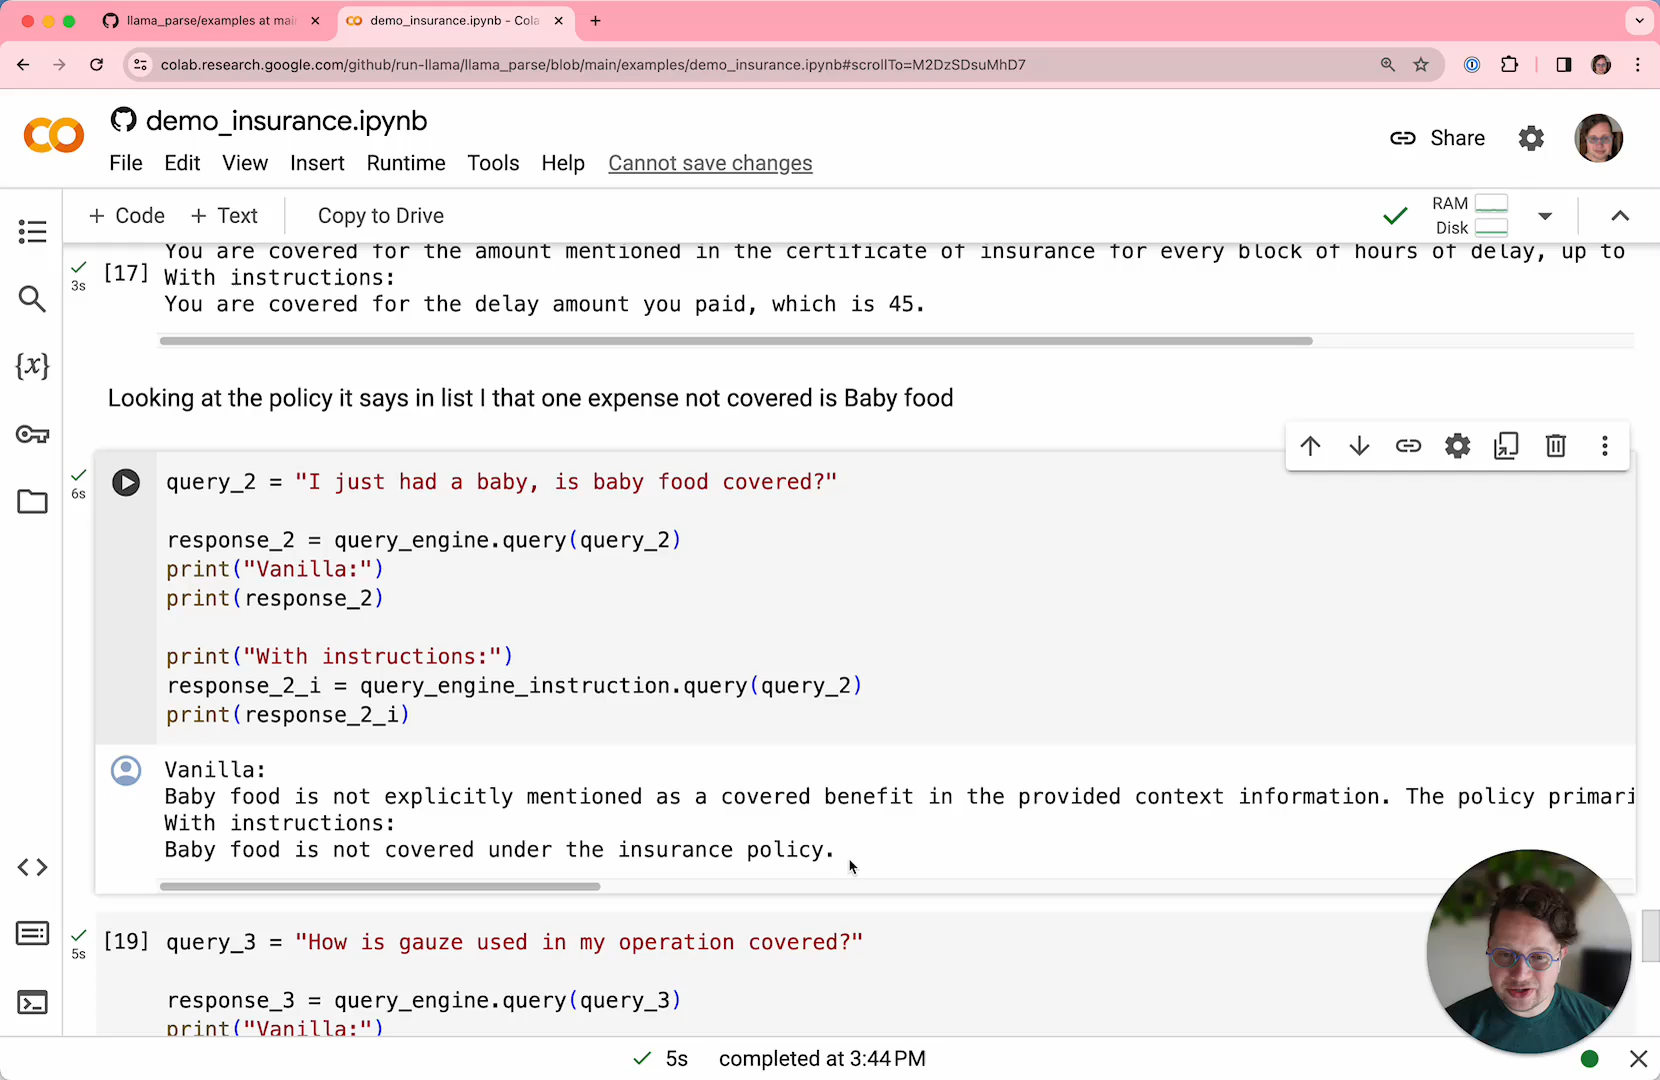 llama_parse/examples at mai
demo_insurance.ipynb - Cola
colab.research.google.com/github/run-llama/llama_parse/blob/main/examples/demo_insurance.ipynb#scrollTo=M2DzSDsuMhD7
demo_insurance.ipynb
Share
File Edit View Insert Runtime Tools Help Cannot save changes
+ Code + Text Copy to Drive
RAM
Disk
You are covered for the amount mentioned in the certificate of insurance for every block of hours of delay, up to
3s [17] With instructions:
You are covered for the delay amount you paid, which is 45.
Looking at the policy it says in list I that one expense not covered is Baby food
6s
query_2 = "I just had a baby, is baby food covered?"
response_2 = query_engine.query(query_2)
print("Vanilla:")
print(response_2)
print("With instructions:")
response_2_i = query_engine_instruction.query(query_2)
print(response_2_i)
Vanilla:
Baby food is not explicitly mentioned as a covered benefit in the provided context information. The policy primari
With instructions:
Baby food is not covered under the insurance policy.
5s [19] query_3 = "How is gauze used in my operation covered?"
response_3 = query_engine.query(query_3)
print("Vanilla:")
5s completed at 3:44 PM